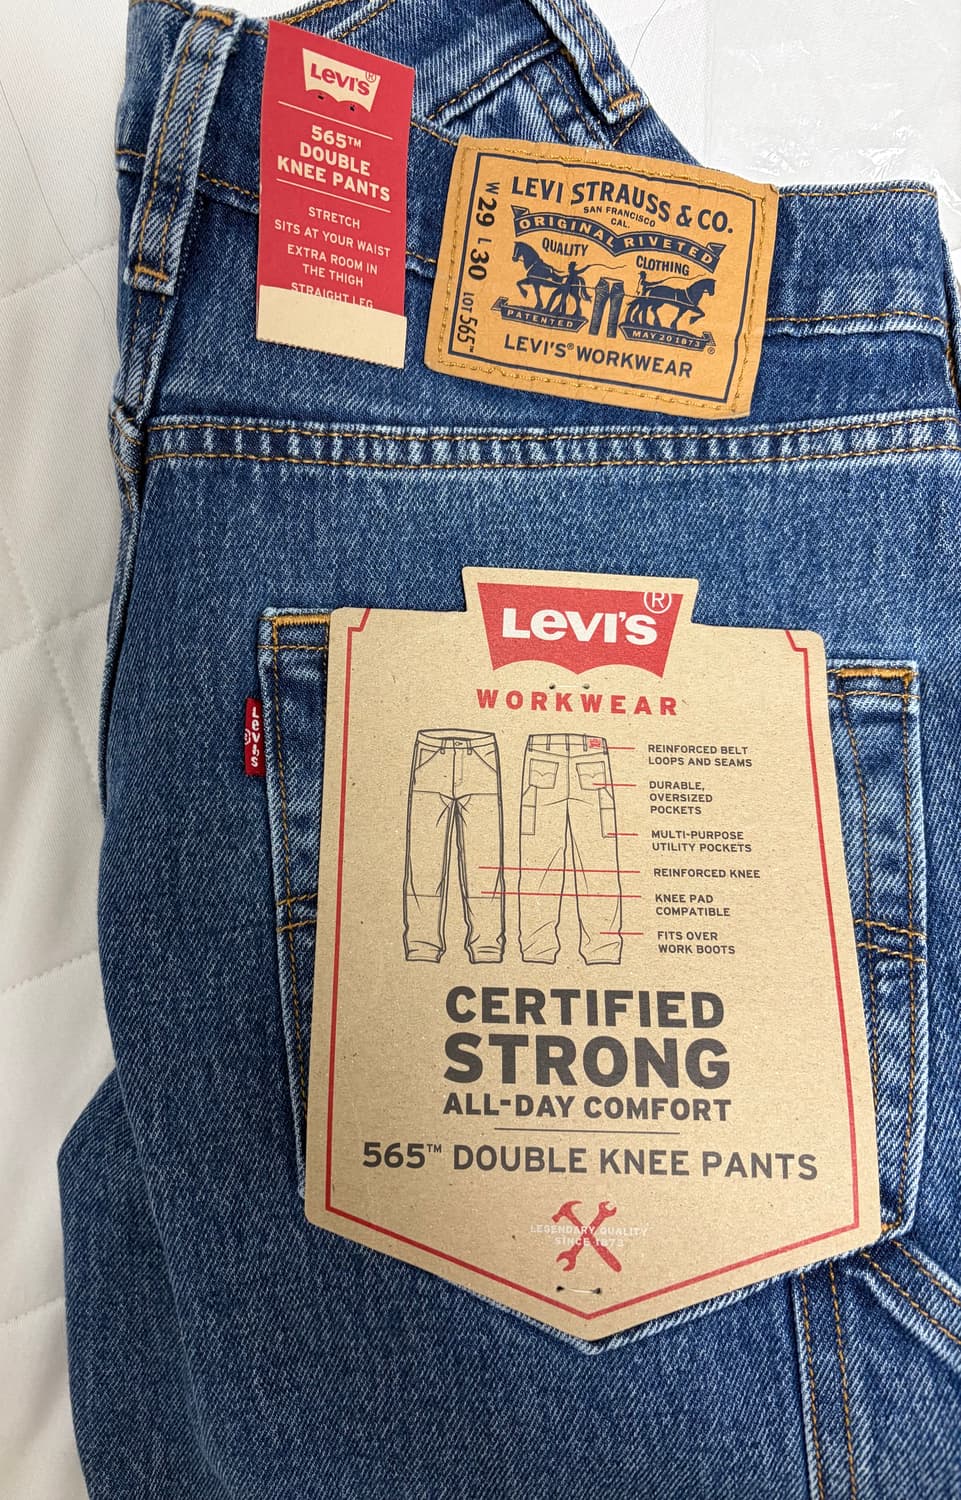 LEVI'S®
565™
DOUBLE
KNEE PANTS
STRETCH
SITS AT YOUR WAIST
EXTRA ROOM IN
THE THIGH
STRAIGHT LEG
W 29 L 30 LOT 565™
LEVI STRAUSS & CO.
SAN FRANCISCO
CAL.
ORIGINAL RIVETED
QUALITY CLOTHING
PATENTED MAY 20 1873 ®
LEVI'S® WORKWEAR
LEVI'S®
WORKWEAR
REINFORCED BELT
LOOPS AND SEAMS
DURABLE,
OVERSIZED
POCKETS
MULTI-PURPOSE
UTILITY POCKETS
REINFORCED KNEE
KNEE PAD
COMPATIBLE
FITS OVER
WORK BOOTS
CERTIFIED
STRONG
ALL-DAY COMFORT
565™ DOUBLE KNEE PANTS
LEGENDARY QUALITY
SINCE 1873
Levi's®